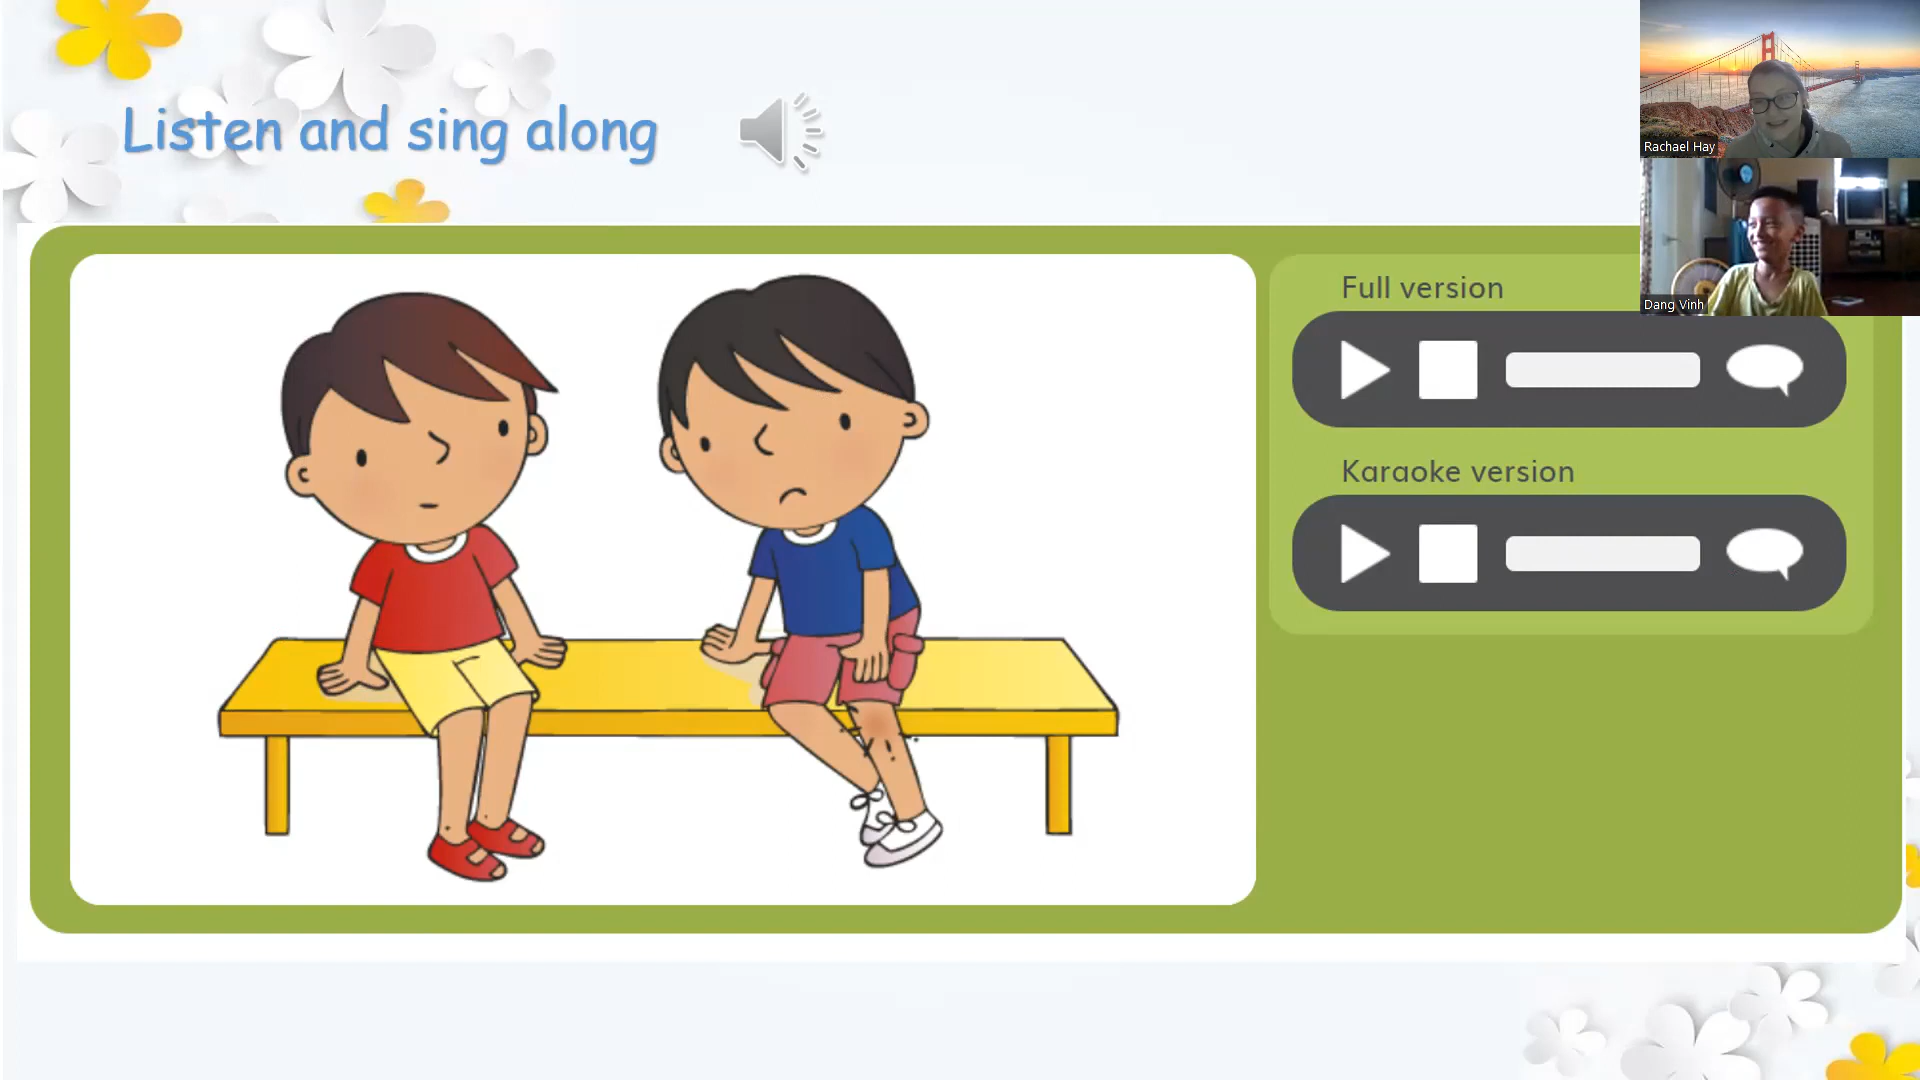 Listen and sing along
Rachael Hay
Dang Vinh
Full version
Karaoke version